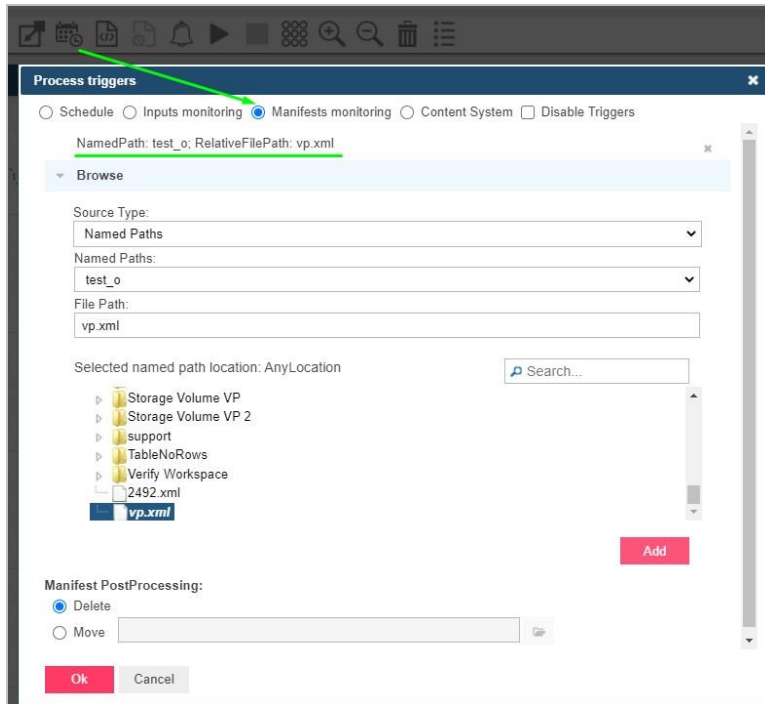 Process triggers
Schedule Inputs monitoring Manifests monitoring Content System Disable Triggers
NamedPath: test_o; RelativeFilePath: vp.xml
Browse
Source Type:
Named Paths
Named Paths:
test_o
File Path:
vp.xml
Selected named path location: AnyLocation
Search...
Storage Volume VP
Storage Volume VP 2
support
TableNoRows
Verify Workspace
2492.xml
vp.xml
Add
Manifest PostProcessing:
Delete
Move
Ok Cancel